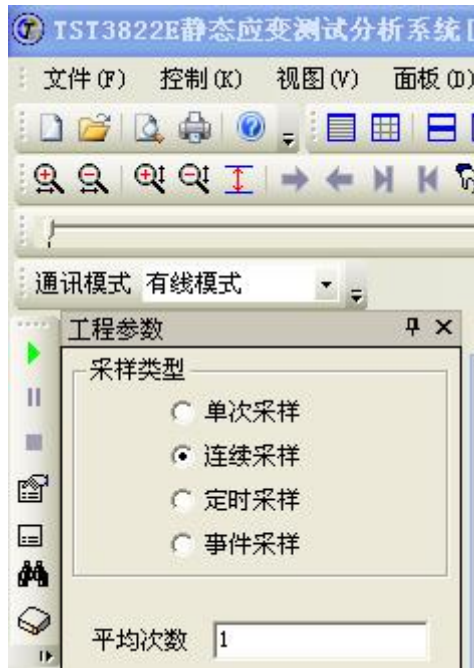 TST3822E静态应变测试分析系统[
文件(F) 控制(K) 视图(V) 面板(D)
通讯模式 有线模式
工程参数
采样类型
单次采样
连续采样
定时采样
事件采样
平均次数 1